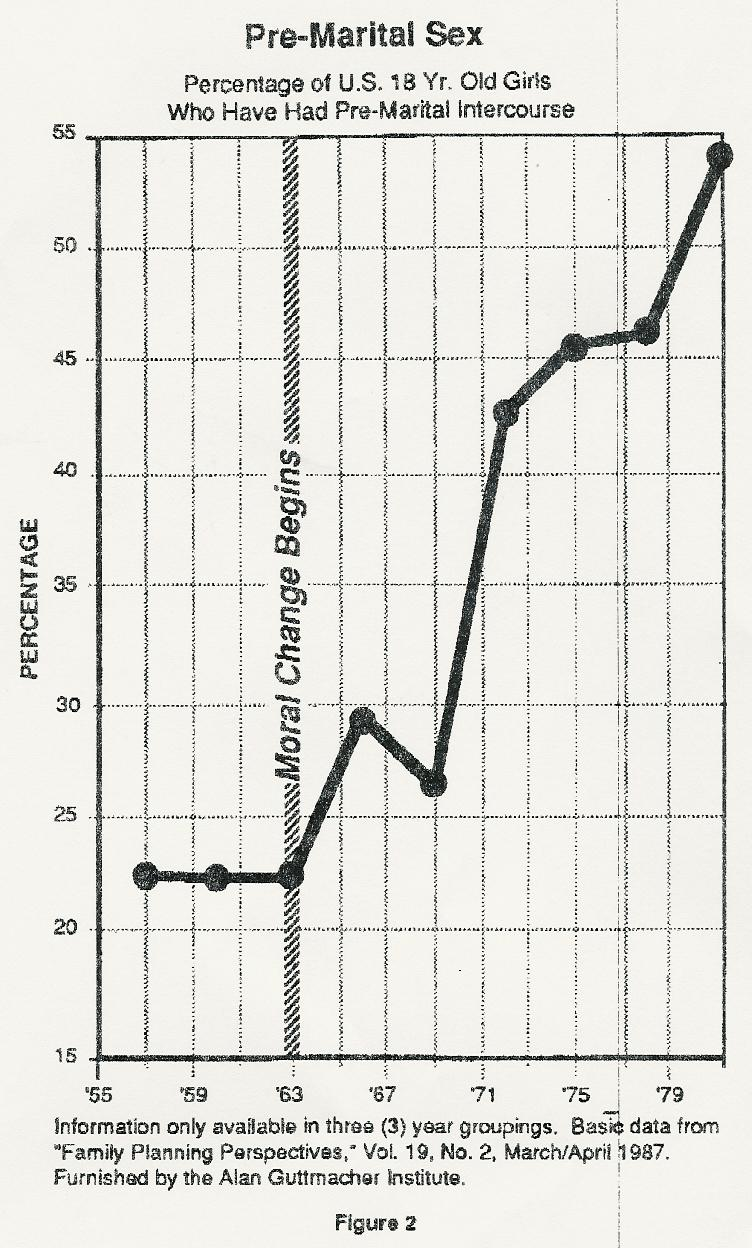 Pre-Marital Sex
Percentage of U.S. 18 Yr. Old Girls
Who Have Had Pre-Marital Intercourse
55
50
45
40
35
30
25
20
15
PERCENTAGE
Moral Change Begins
'55 '59 '63 '67 '71 '75 '79
Information only available in three (3) year groupings. Basic data from
"Family Planning Perspectives," Vol. 19, No. 2, March/April 1987.
Furnished by the Alan Guttmacher Institute.
Figure 2